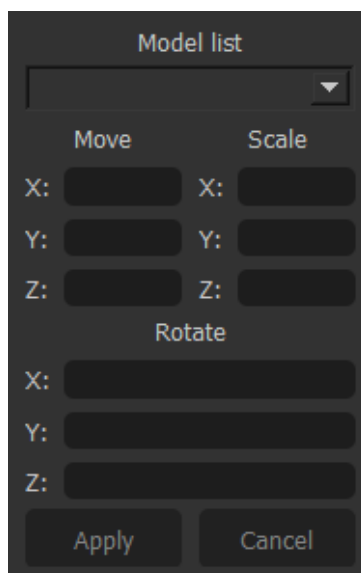 Model list
Move Scale
X: X:
Y: Y:
Z: Z:
Rotate
X:
Y:
Z:
Apply Cancel